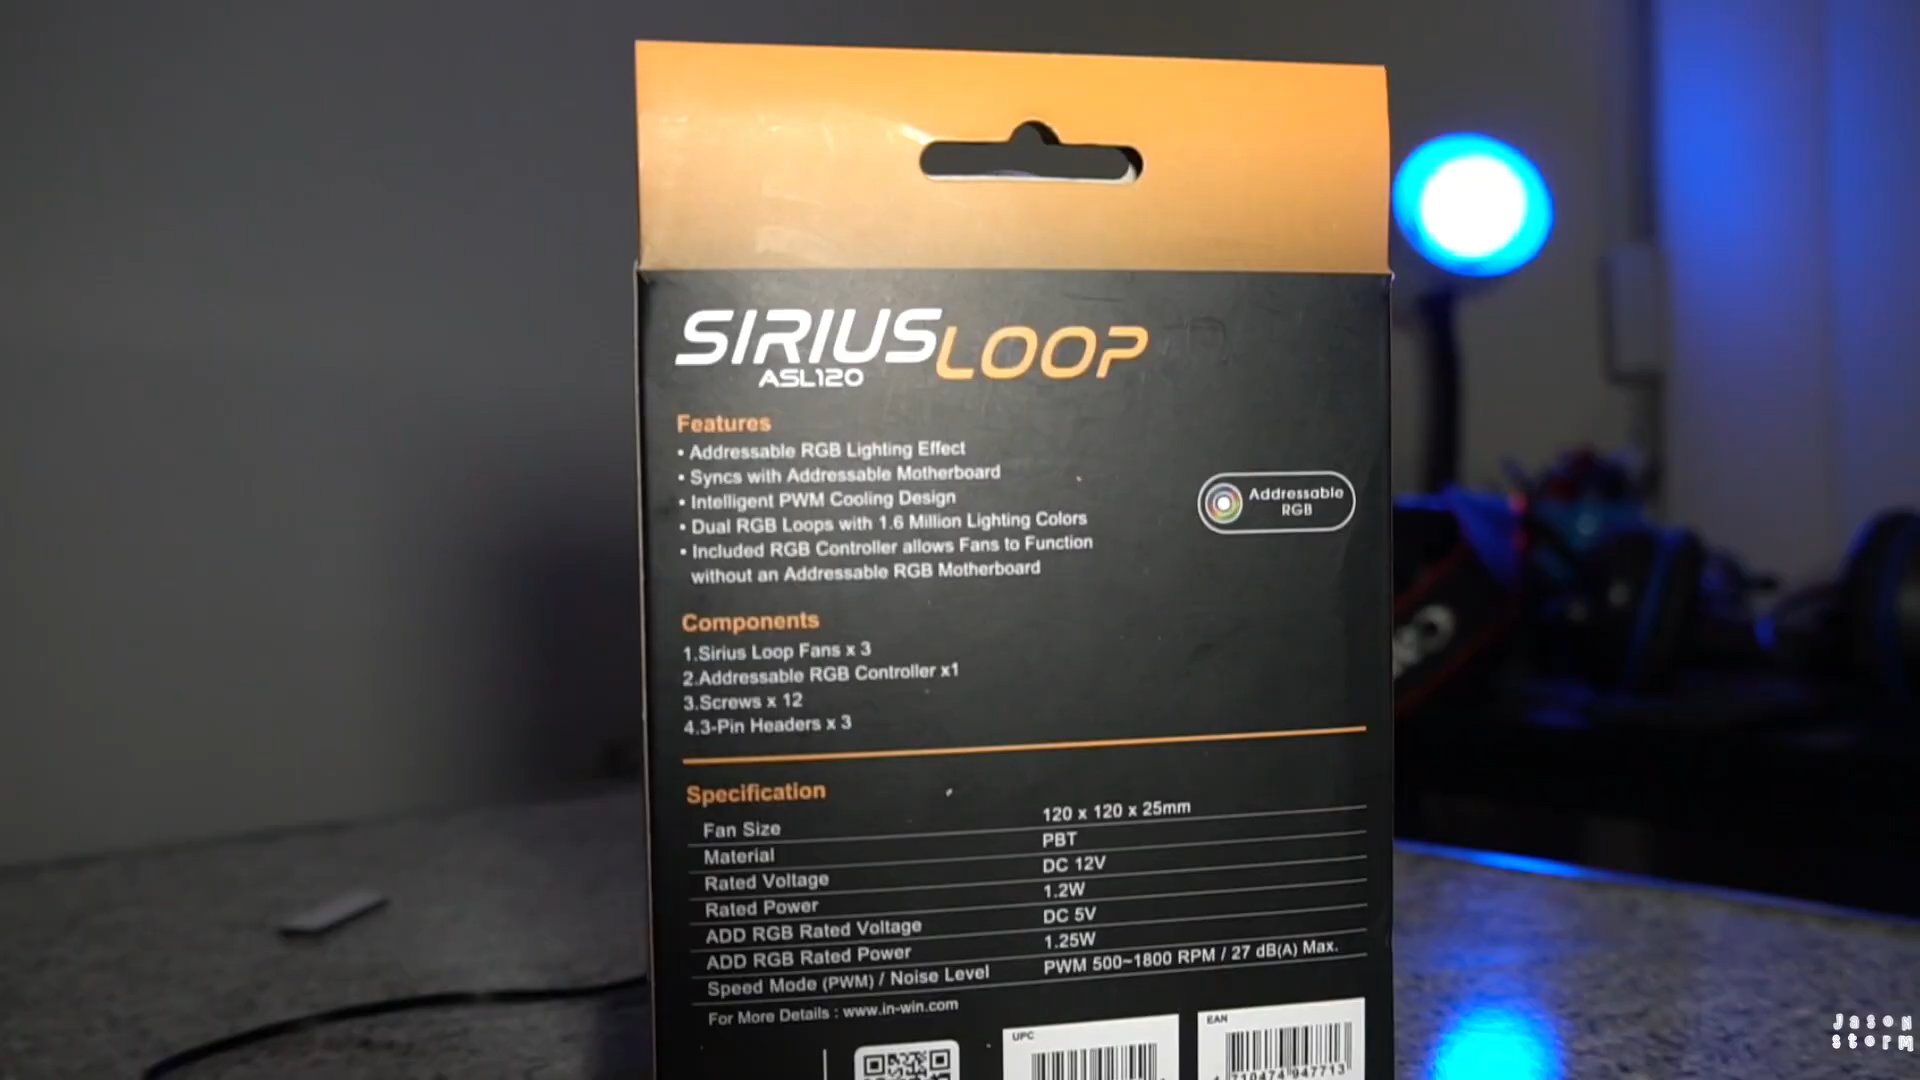 SIRIUS LOOP
ASL120
Features
• Addressable RGB Lighting Effect
• Syncs with Addressable Motherboard
• Intelligent PWM Cooling Design
• Dual RGB Loops with 1.6 Million Lighting Colors
• Included RGB Controller allows Fans to Function
without an Addressable RGB Motherboard
Addressable
RGB
Components
1.Sirius Loop Fans x 3
2.Addressable RGB Controller x1
3.Screws x 12
4.3-Pin Headers x 3
Specification
Fan Size 120 x 120 x 25mm
Material PBT
Rated Voltage DC 12V
Rated Power 1.2W
ADD RGB Rated Voltage DC 5V
ADD RGB Rated Power 1.25W
Speed Mode (PWM) / Noise Level PWM 500~1800 RPM / 27 dB(A) Max.
For More Details : www.in-win.com
UPC
EAN
4 710474 947713
Jason
storm